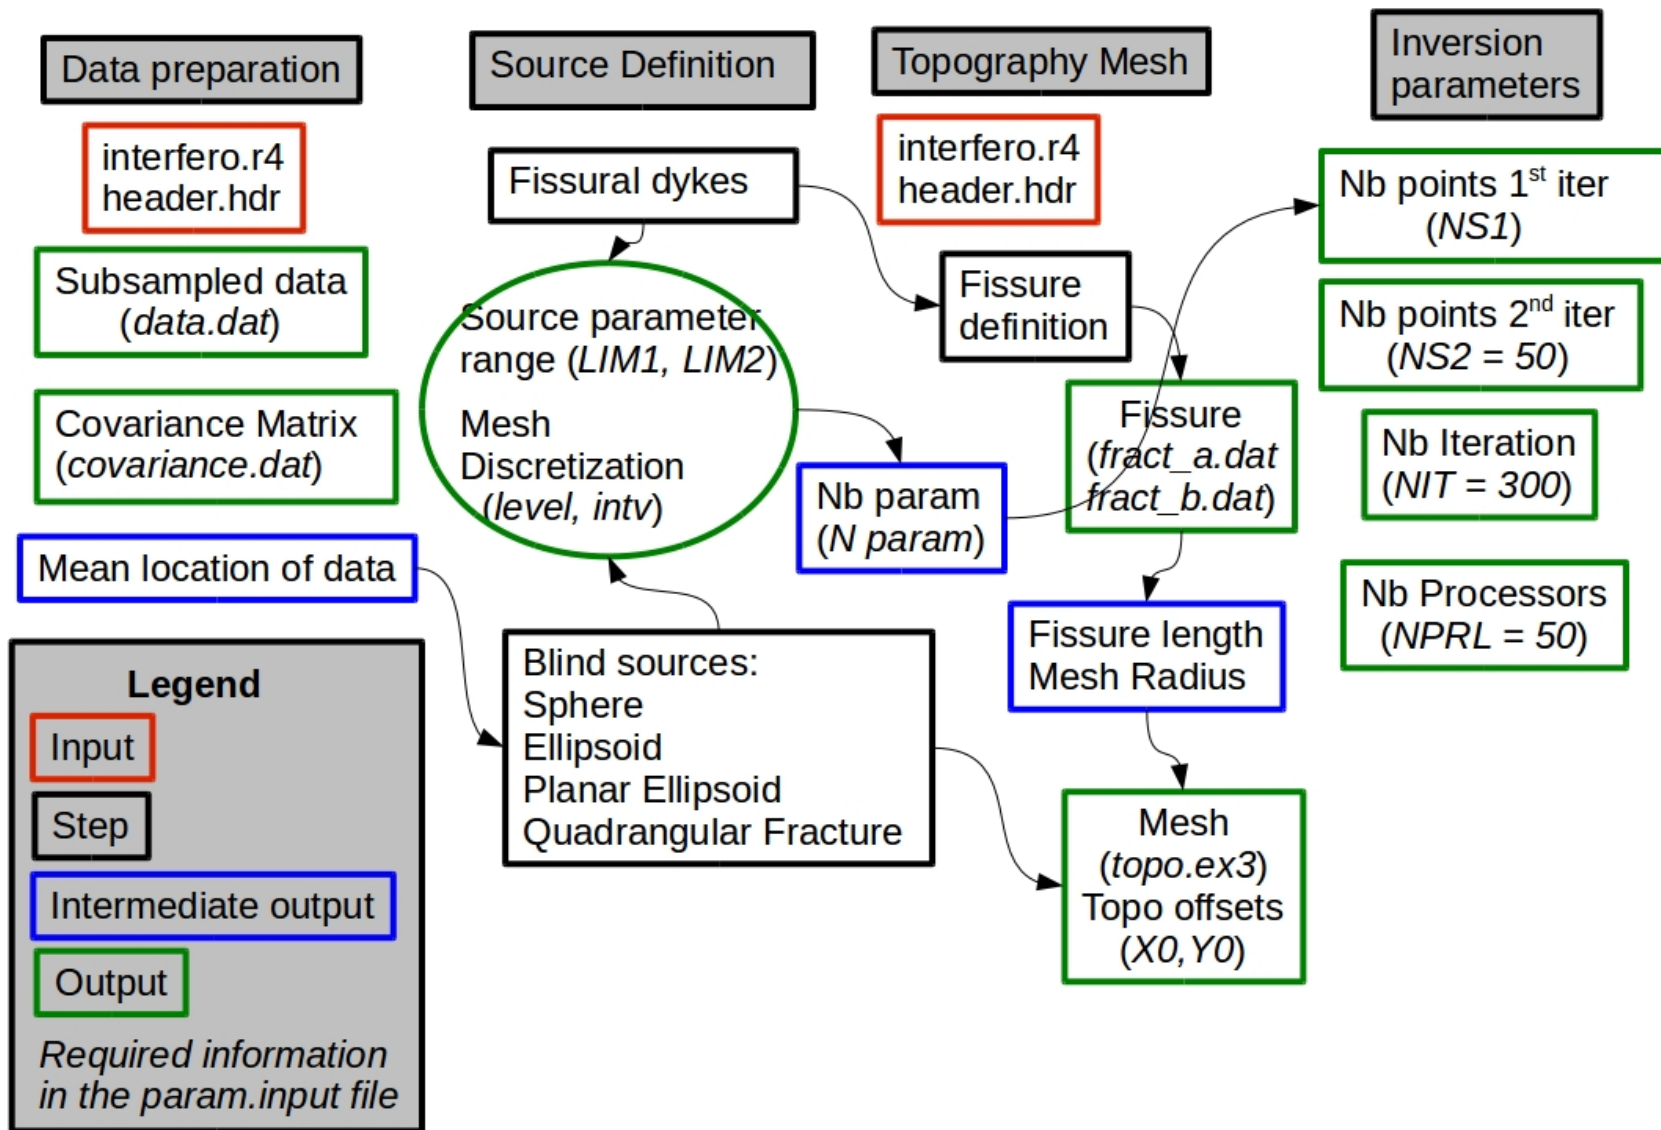 Data preparation
interfero.r4
header.hdr
Subsampled data
(data.dat)
Covariance Matrix
(covariance.dat)
Mean location of data
Legend
Input
Step
Intermediate output
Output
Required information
in the param.input file
Source Definition
Fissural dykes
Source parameter
range (LIM1, LIM2)
Mesh
Discretization
(level, intv)
Nb param
(N param)
Blind sources:
Sphere
Ellipsoid
Planar Ellipsoid
Quadrangular Fracture
Topography Mesh
interfero.r4
header.hdr
Fissure
definition
Fissure
(fract_a.dat
fract_b.dat)
Fissure length
Mesh Radius
Mesh
(topo.ex3)
Topo offsets
(X0,Y0)
Inversion
parameters
Nb points 1st iter
(NS1)
Nb points 2nd iter
(NS2 = 50)
Nb Iteration
(NIT = 300)
Nb Processors
(NPRL = 50)